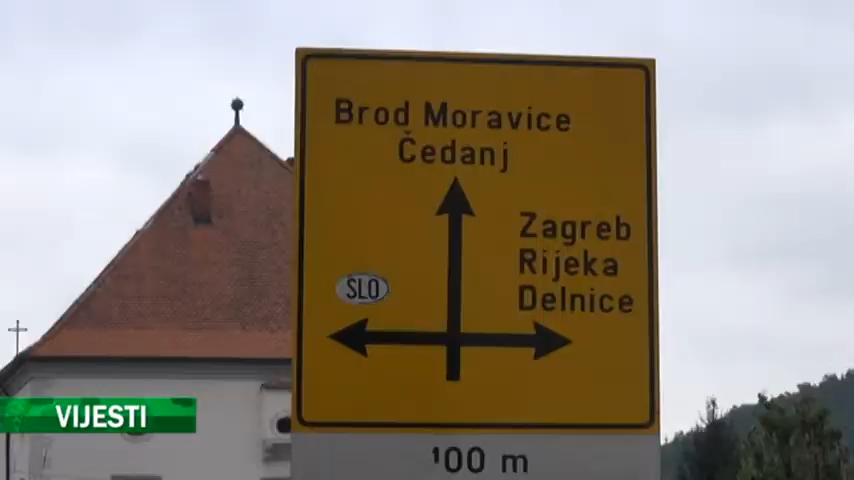 Brod Moravice
Čedanj
Zagreb
Rijeka
Delnice
SLO
100 m
VIJESTI